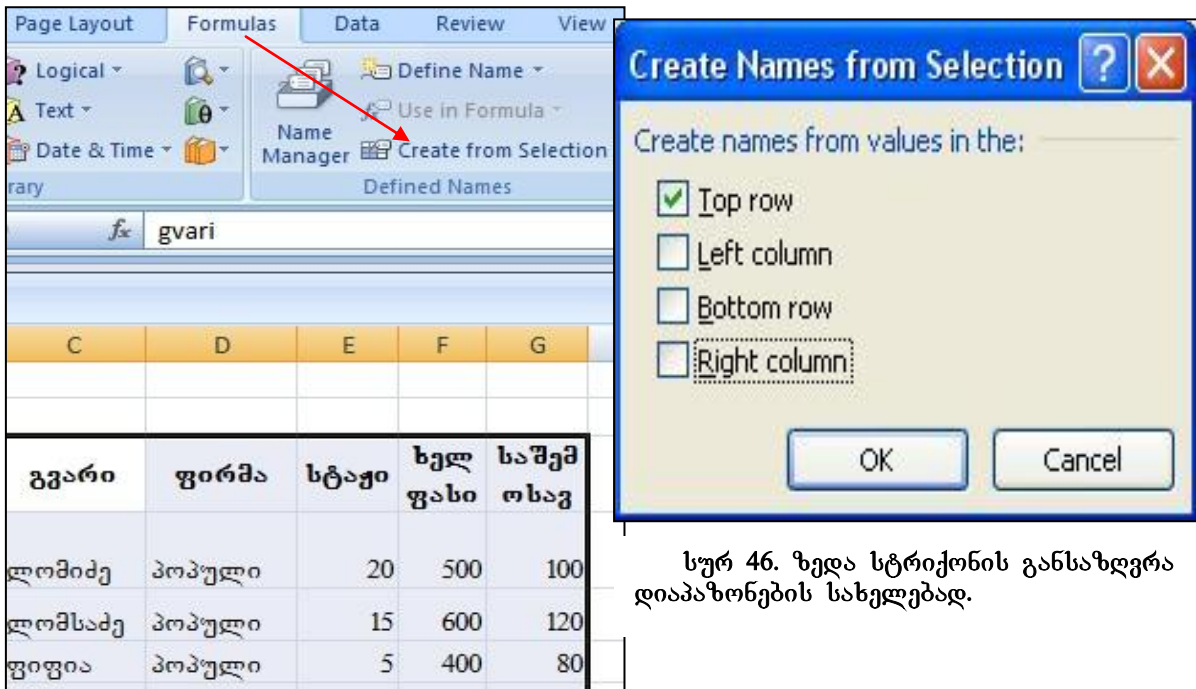 Page Layout Formulas Data Review View
Logical
Text
Date & Time
Name Manager
Define Name
Use in Formula
Create from Selection
rary Defined Names
fx gvari
C D E F G
გვარი ფირმა სტაჟი ხელ ფასი საშემ ოსავ
ლომიძე პოპული 20 500 100
ლომსაძე პოპული 15 600 120
ფიფია პოპული 5 400 80
Create Names from Selection
Create names from values in the:
Top row
Left column
Bottom row
Right column
OK Cancel
სურ 46. ზედა სტრიქონის განსაზღვრა
დიაპაზონების სახელებად.